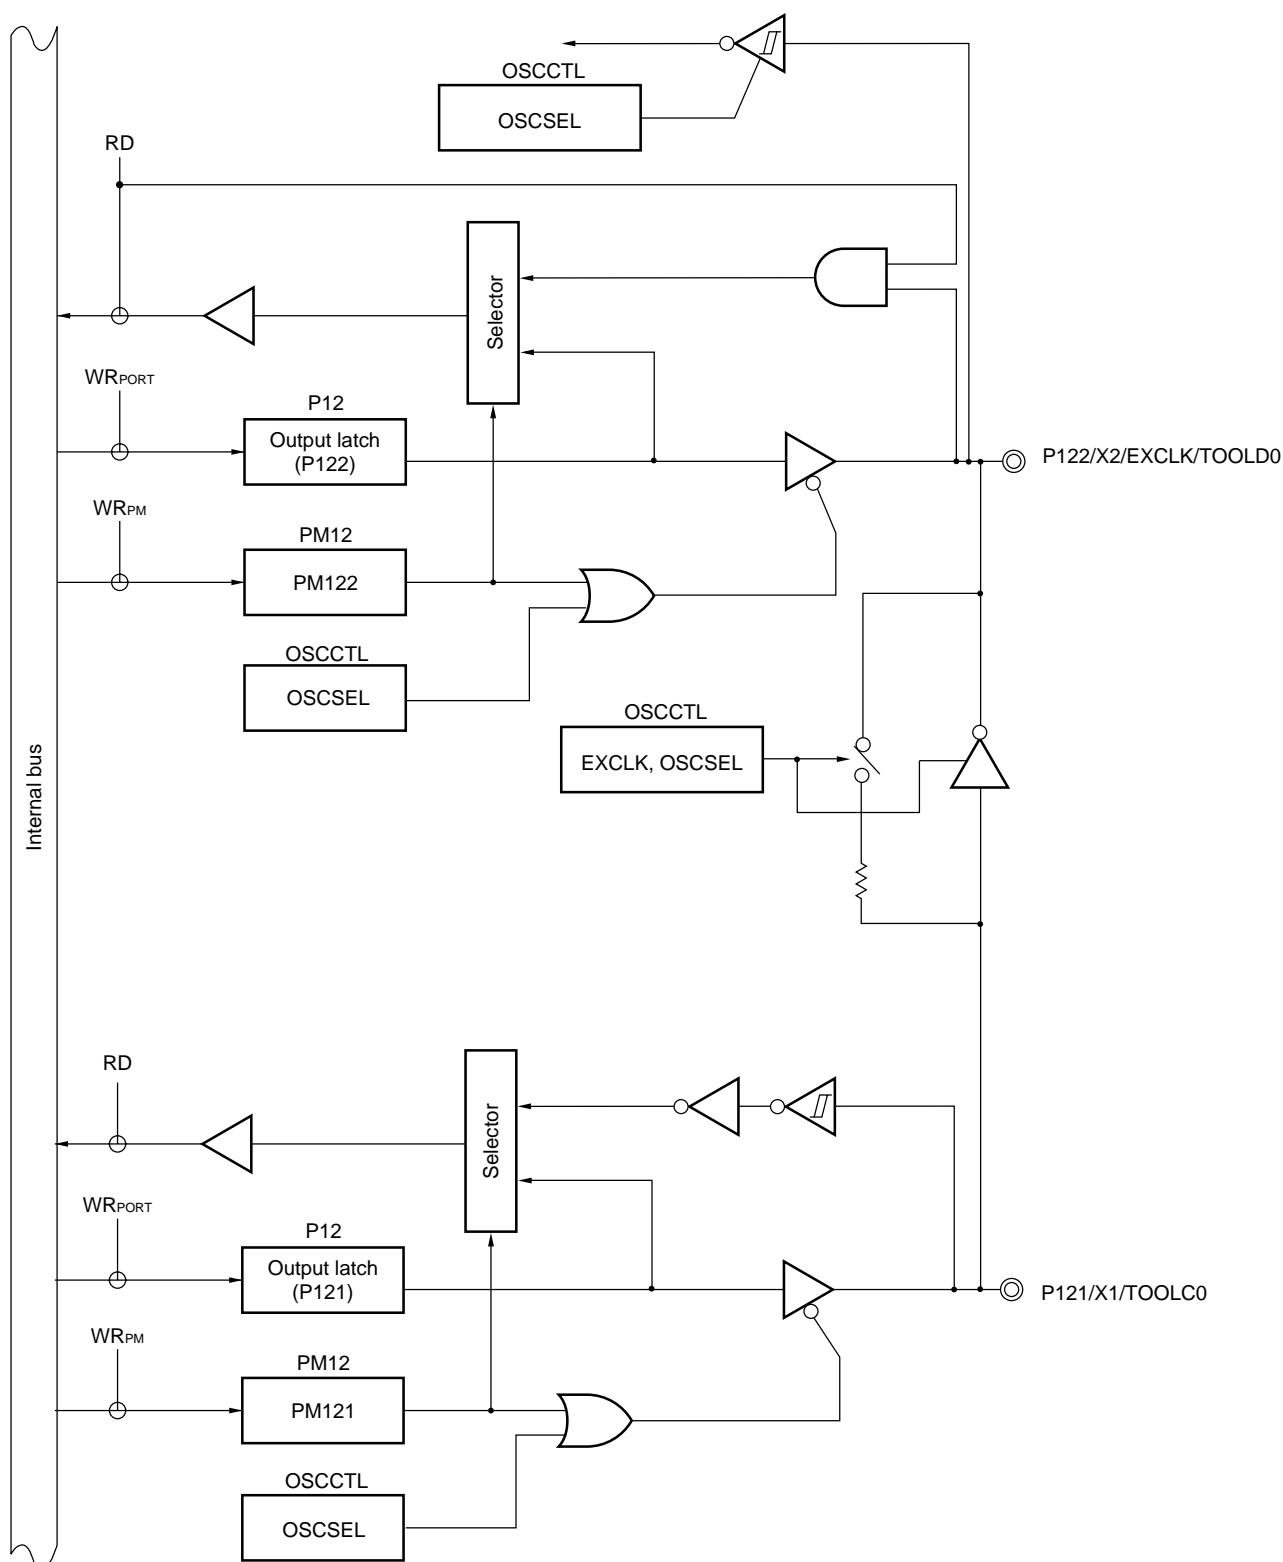 OSCCTL
OSCSEL
RD
Selector
WRPORT
P12
Output latch
(P122)
P122/X2/EXCLK/TOOLD0
WRPM
PM12
PM122
OSCCTL
OSCSEL
OSCCTL
EXCLK, OSCSEL
Internal bus
RD
Selector
WRPORT
P12
Output latch
(P121)
P121/X1/TOOLC0
WRPM
PM12
PM121
OSCCTL
OSCSEL